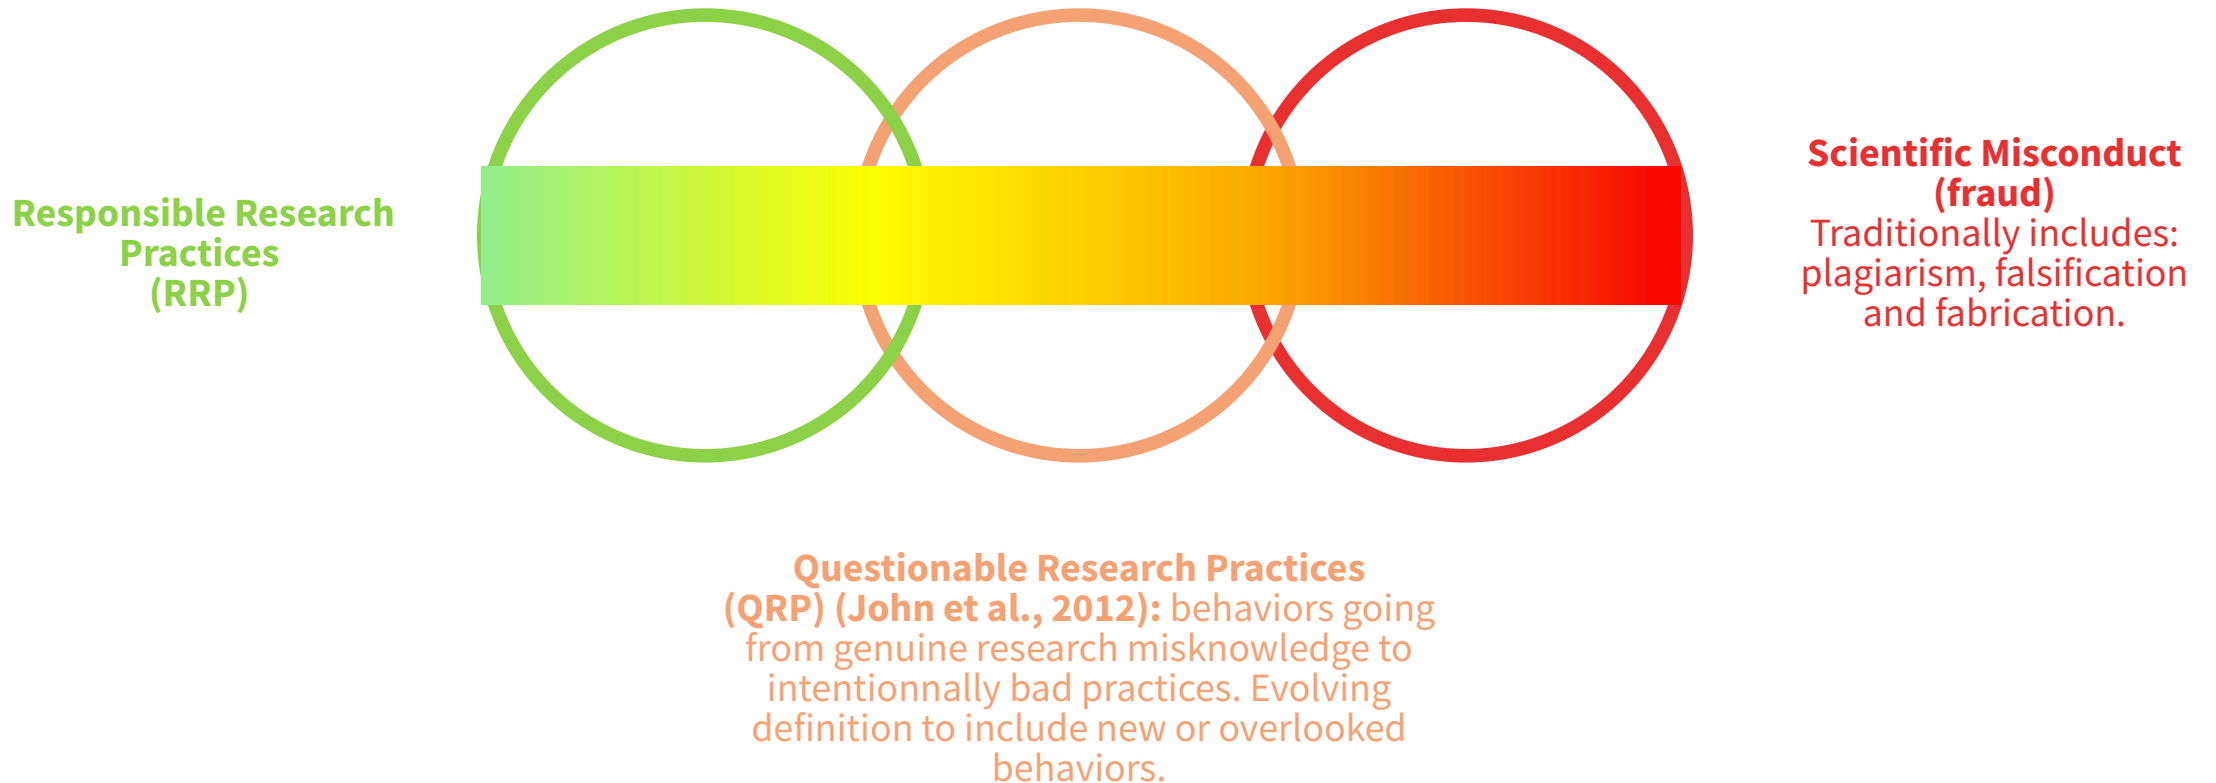 Responsible Research
Practices
(RRP)
Scientific Misconduct
(fraud)
Traditionally includes:
plagiarism, falsification
and fabrication.
Questionable Research Practices
(QRP) (John et al., 2012): behaviors going
from genuine research misknowledge to
intentionnally bad practices. Evolving
definition to include new or overlooked
behaviors.